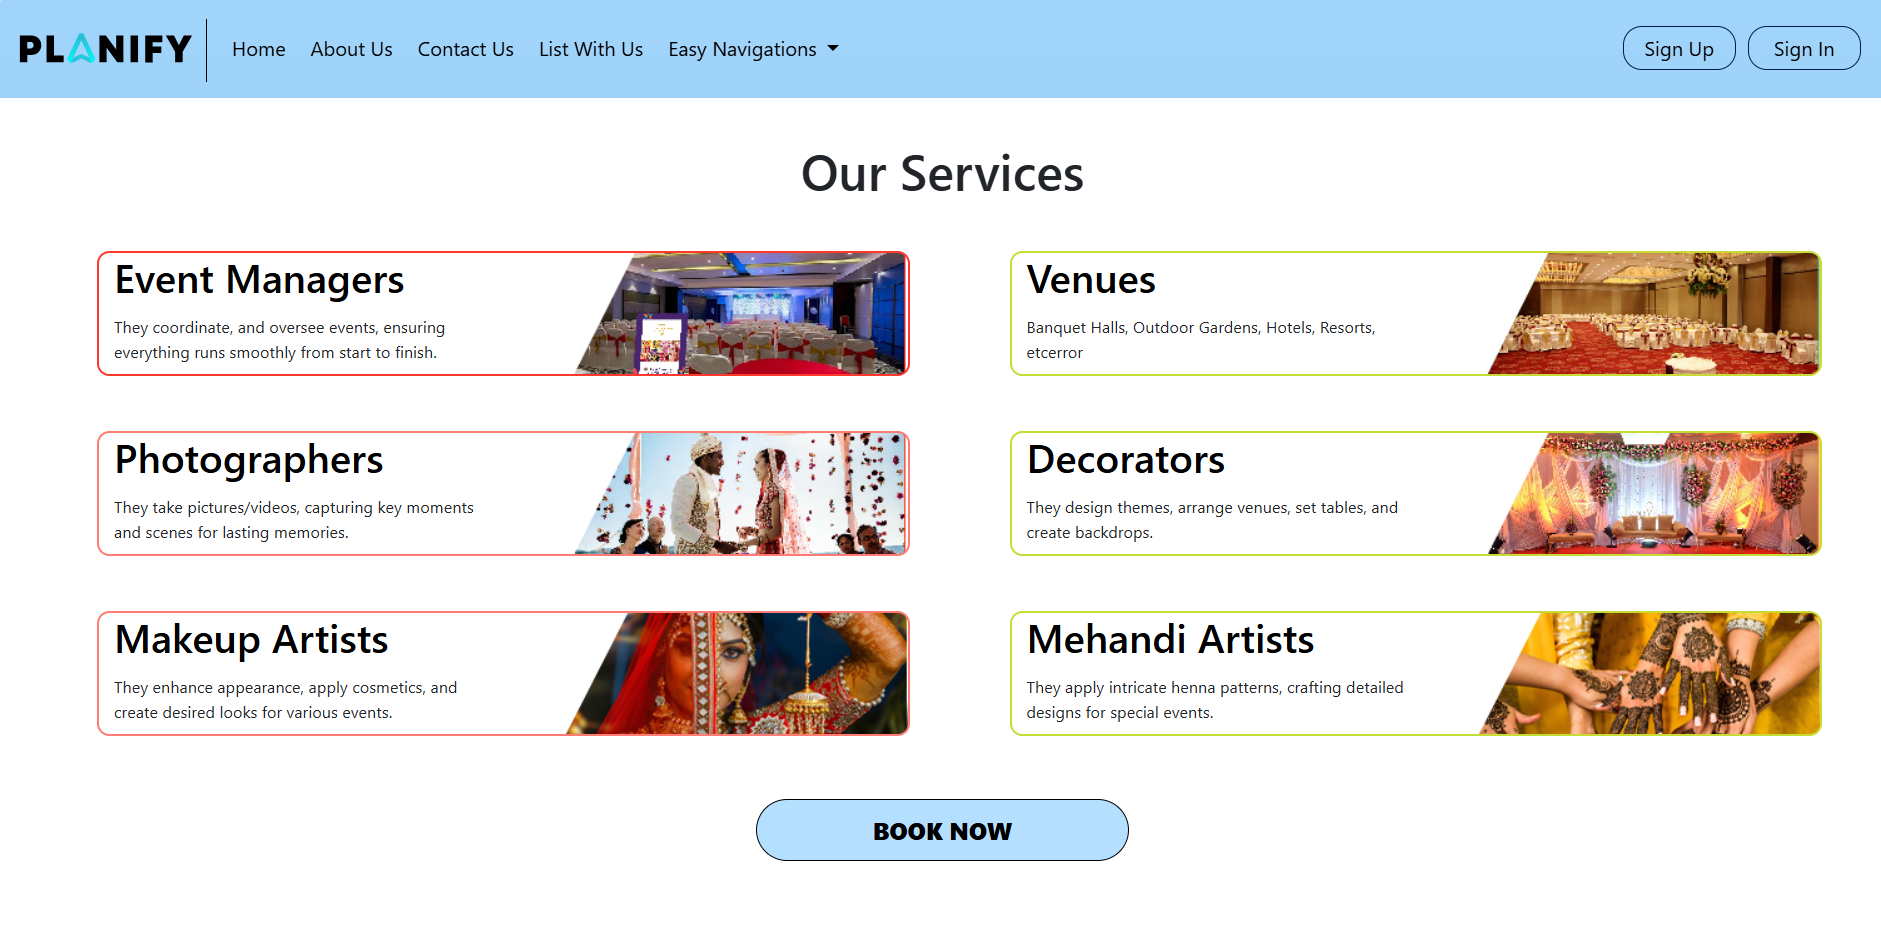 PLANIFY
Home About Us Contact Us List With Us Easy Navigations
Sign Up Sign In
Our Services
Event Managers
They coordinate, and oversee events, ensuring
everything runs smoothly from start to finish.
Venues
Banquet Halls, Outdoor Gardens, Hotels, Resorts,
etcerror
Photographers
They take pictures/videos, capturing key moments
and scenes for lasting memories.
Decorators
They design themes, arrange venues, set tables, and
create backdrops.
Makeup Artists
They enhance appearance, apply cosmetics, and
create desired looks for various events.
Mehandi Artists
They apply intricate henna patterns, crafting detailed
designs for special events.
BOOK NOW